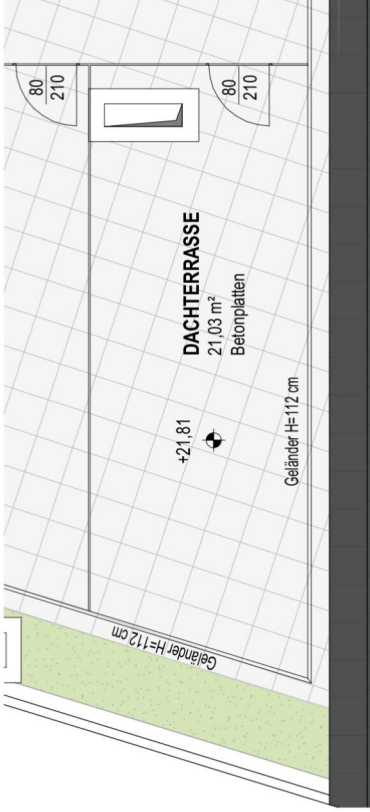 80
210
80
210
DACHTERRASSE
21,03 m²
Betonplatten
+21,81
Geländer H=112 cm
Geländer H=112 cm